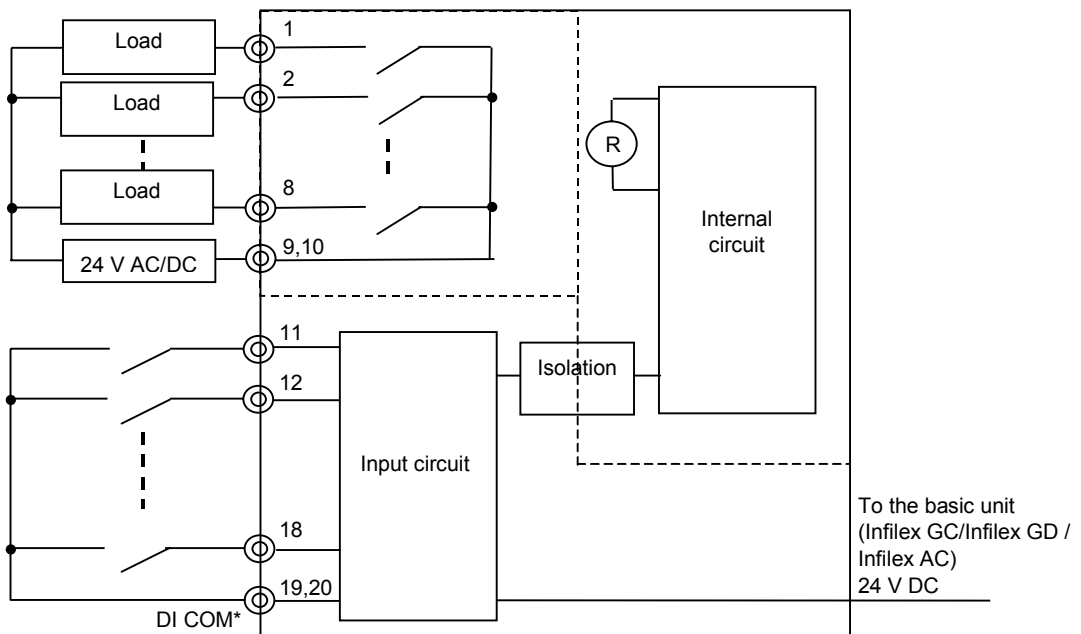 Load
1
Load
2
Load
8
24 V AC/DC
9,10
R
Internal
circuit
11
12
Isolation
Input circuit
18
19,20
DI COM*
To the basic unit
(Infilex GC/Infilex GD /
Infilex AC)
24 V DC